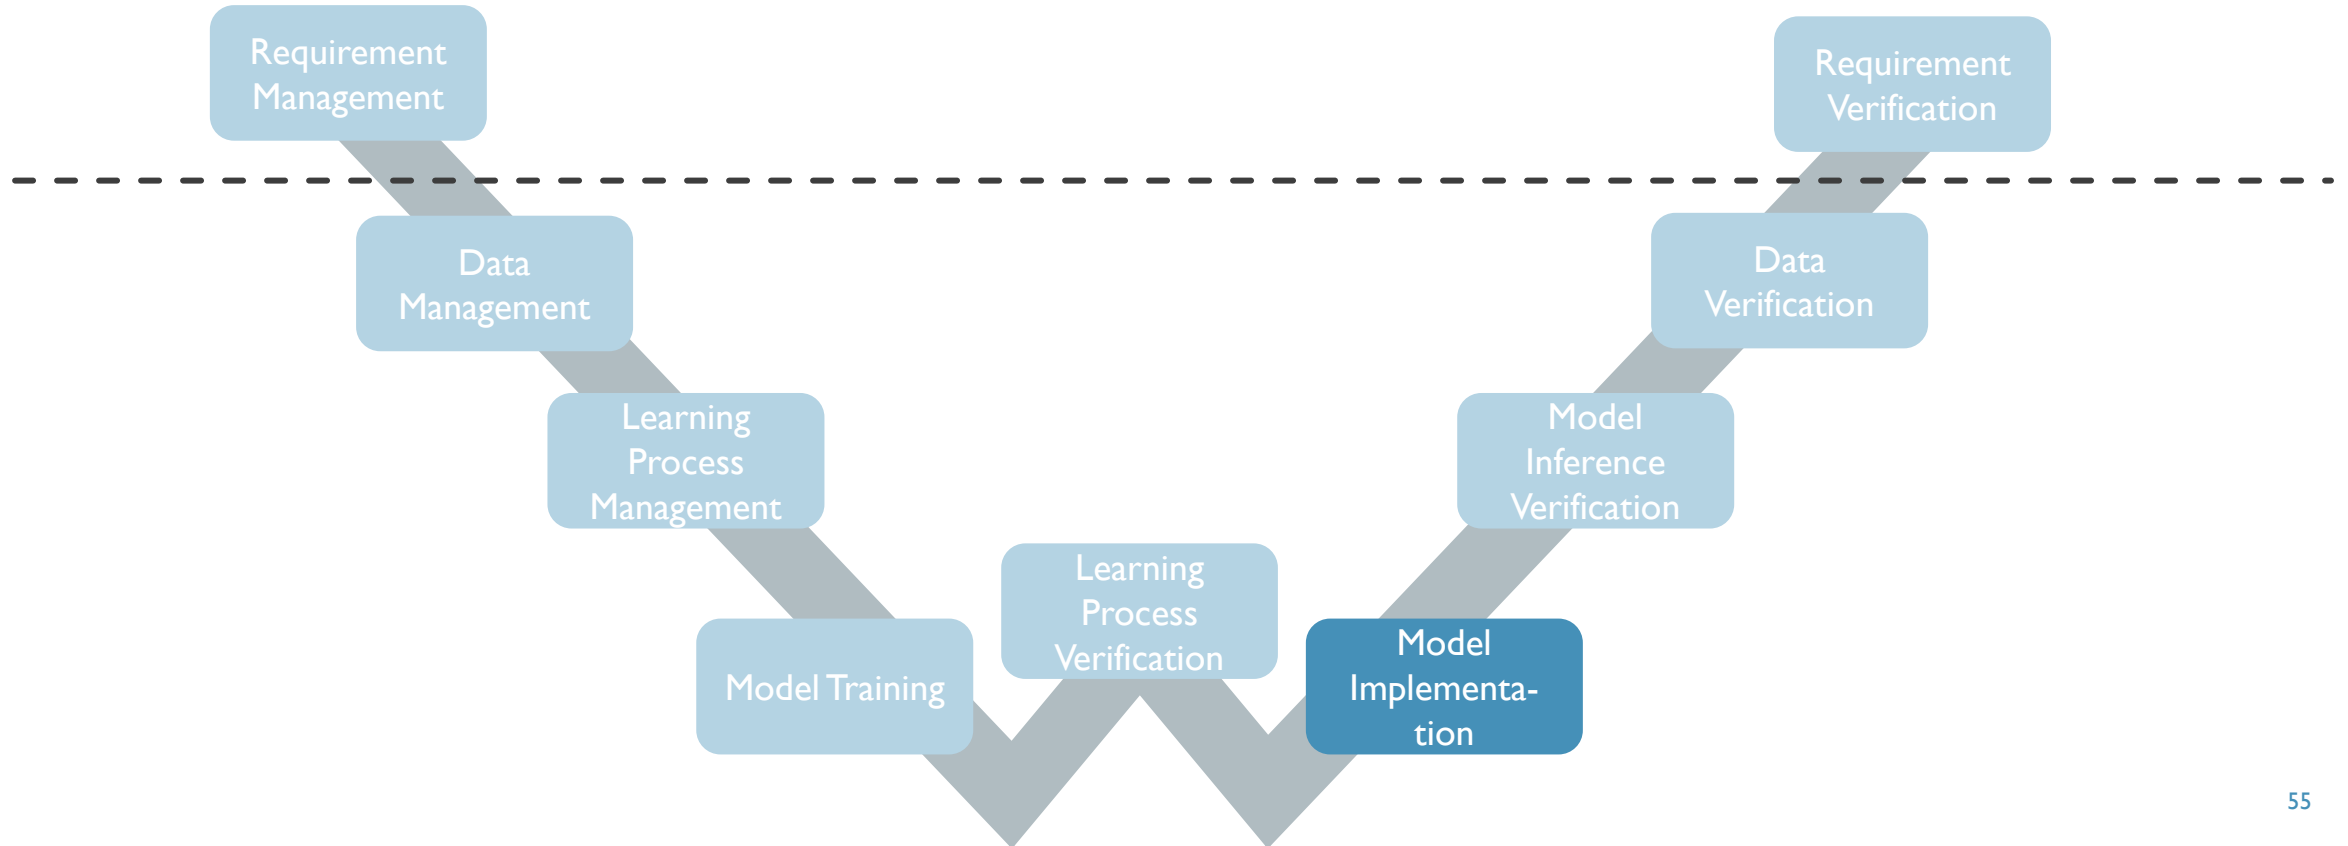 Requirement
Management
Requirement
Verification
Data
Management
Data
Verification
Learning
Process
Management
Model
Inference
Verification
Learning
Process
Verification
Model Training
Model
Implementa-
tion
55